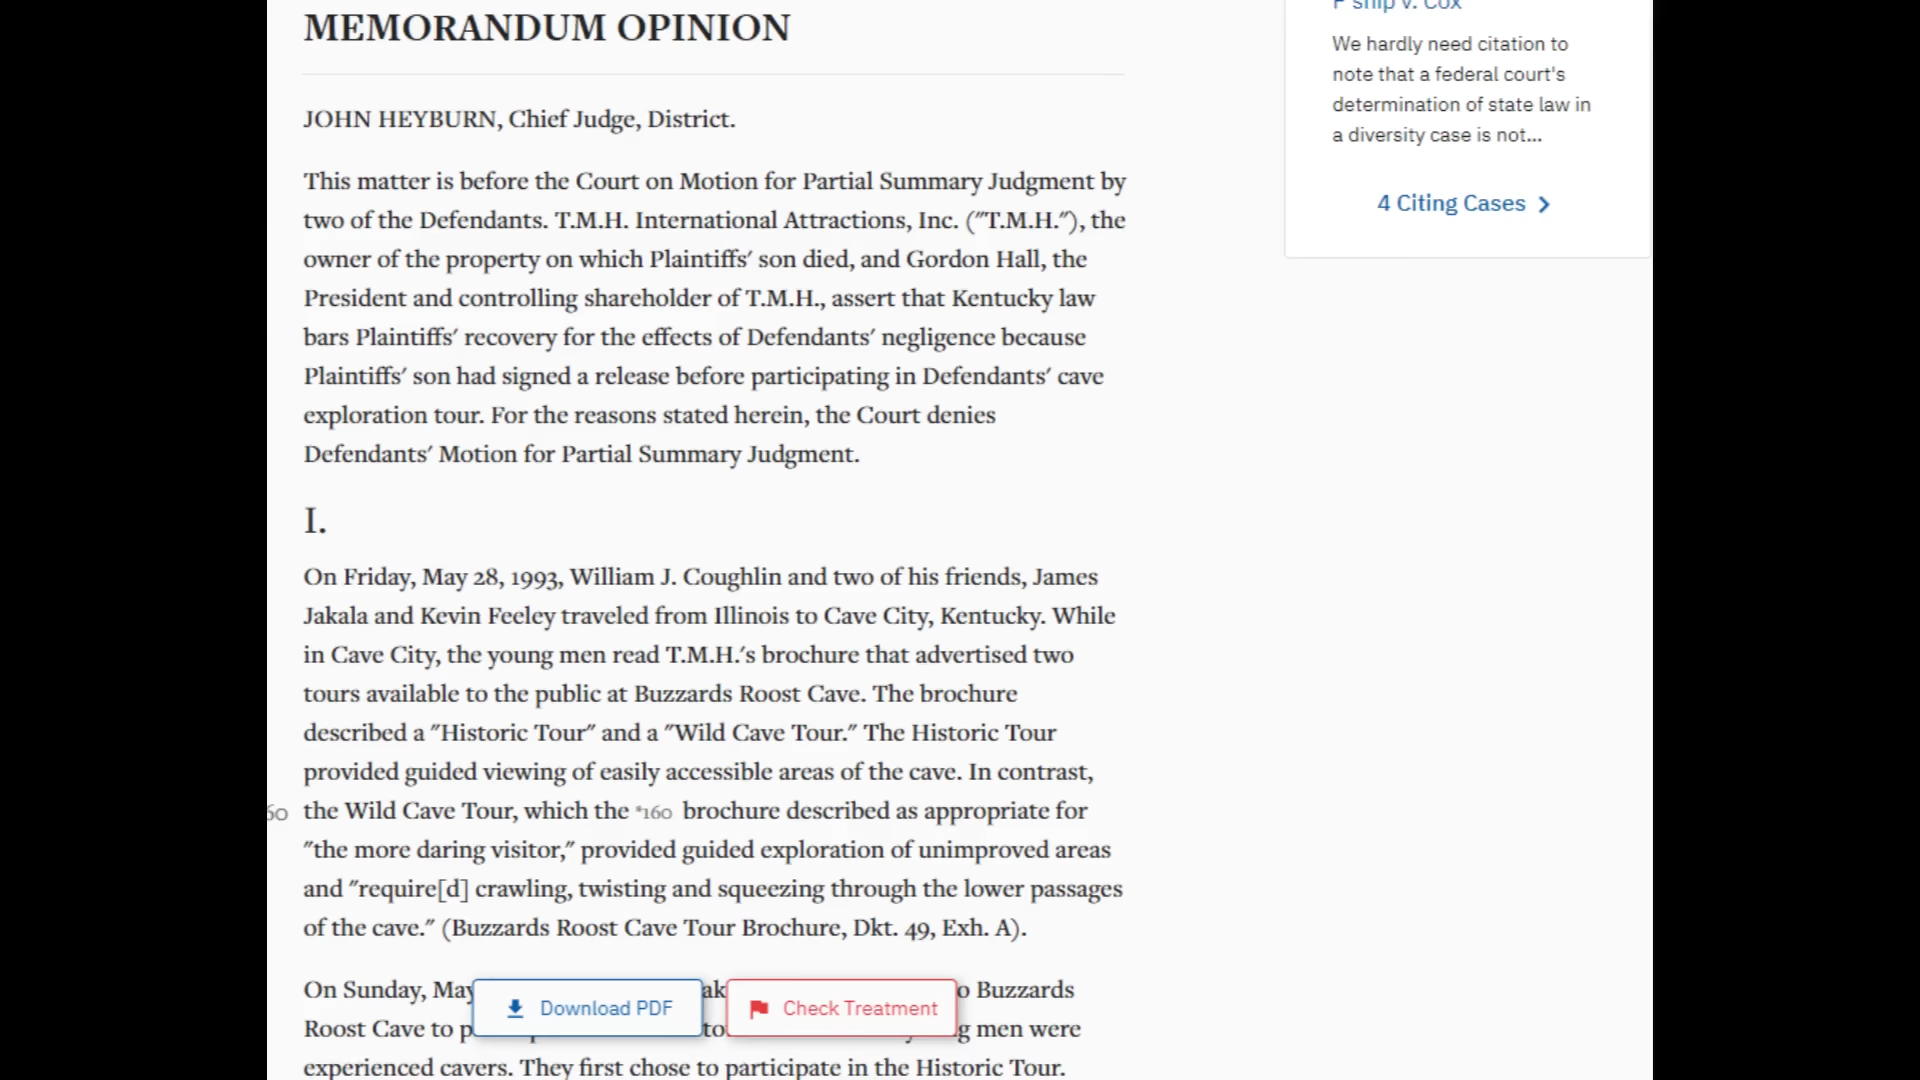 MEMORANDUM OPINION
JOHN HEYBURN, Chief Judge, District.
This matter is before the Court on Motion for Partial Summary Judgment by
two of the Defendants. T.M.H. International Attractions, Inc. ("T.M.H."), the
owner of the property on which Plaintiffs' son died, and Gordon Hall, the
President and controlling shareholder of T.M.H., assert that Kentucky law
bars Plaintiffs' recovery for the effects of Defendants' negligence because
Plaintiffs' son had signed a release before participating in Defendants' cave
exploration tour. For the reasons stated herein, the Court denies
Defendants' Motion for Partial Summary Judgment.
I.
On Friday, May 28, 1993, William J. Coughlin and two of his friends, James
Jakala and Kevin Feeley traveled from Illinois to Cave City, Kentucky. While
in Cave City, the young men read T.M.H.'s brochure that advertised two
tours available to the public at Buzzards Roost Cave. The brochure
described a "Historic Tour" and a "Wild Cave Tour." The Historic Tour
provided guided viewing of easily accessible areas of the cave. In contrast,
60 the Wild Cave Tour, which the *160 brochure described as appropriate for
"the more daring visitor," provided guided exploration of unimproved areas
and "require[d] crawling, twisting and squeezing through the lower passages
of the cave." (Buzzards Roost Cave Tour Brochure, Dkt. 49, Exh. A).
On Sunday, May Buzzards
Roost Cave to men were
experienced cavers. They first chose to participate in the Historic Tour.
Download PDF
Check Treatment
P'ship v. Cox
We hardly need citation to
note that a federal court's
determination of state law in
a diversity case is not...
4 Citing Cases